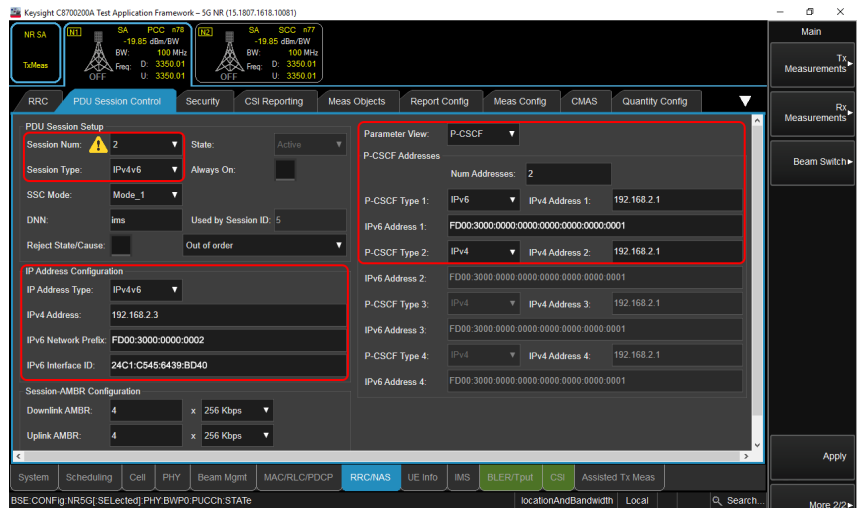 Keysight C8700200A Test Application Framework – 5G NR (15.1807.1618.10081)
NR SA
TxMeas
N1
SA PCC n78
-19.85 dBm/BW
BW: 100 MHz
Freq: D: 3350.01
U: 3350.01
OFF
N2
SA SCC n77
-19.85 dBm/BW
BW: 100 MHz
Freq: D: 3350.01
U: 3350.01
OFF
Main
Tx Measurements
Rx Measurements
Beam Switch
Apply
More 2/2
RRC PDU Session Control Security CSI Reporting Meas Objects Report Config Meas Config CMAS Quantity Config
PDU Session Setup
Session Num: 2 State: Active
Session Type: IPv4v6 Always On:
SSC Mode: Mode_1
DNN: ims Used by Session ID: 5
Reject State/Cause: Out of order
IP Address Configuration
IP Address Type: IPv4v6
IPv4 Address: 192.168.2.3
IPv6 Network Prefix: FD00:3000:0000:0002
IPv6 Interface ID: 24C1:C545:6439:BD40
Session-AMBR Configuration
Downlink AMBR: 4 x 256 Kbps
Uplink AMBR: 4 x 256 Kbps
Parameter View: P-CSCF
P-CSCF Addresses
Num Addresses: 2
P-CSCF Type 1: IPv6 IPv4 Address 1: 192.168.2.1
IPv6 Address 1: FD00:3000:0000:0000:0000:0000:0000:0001
P-CSCF Type 2: IPv4 IPv4 Address 2: 192.168.2.1
IPv6 Address 2: FD00:3000:0000:0000:0000:0000:0000:0001
P-CSCF Type 3: IPv4 IPv4 Address 3: 192.168.2.1
IPv6 Address 3: FD00:3000:0000:0000:0000:0000:0000:0001
P-CSCF Type 4: IPv4 IPv4 Address 4: 192.168.2.1
IPv6 Address 4: FD00:3000:0000:0000:0000:0000:0000:0001
System Scheduling Cell PHY Beam Mgmt MAC/RLC/PDCP RRC/NAS UE Info IMS BLER/Tput CSI Assisted Tx Meas
BSE:CONFig:NR5G[:SELected]:PHY:BWP0:PUCCh:STATe locationAndBandwidth Local Search...